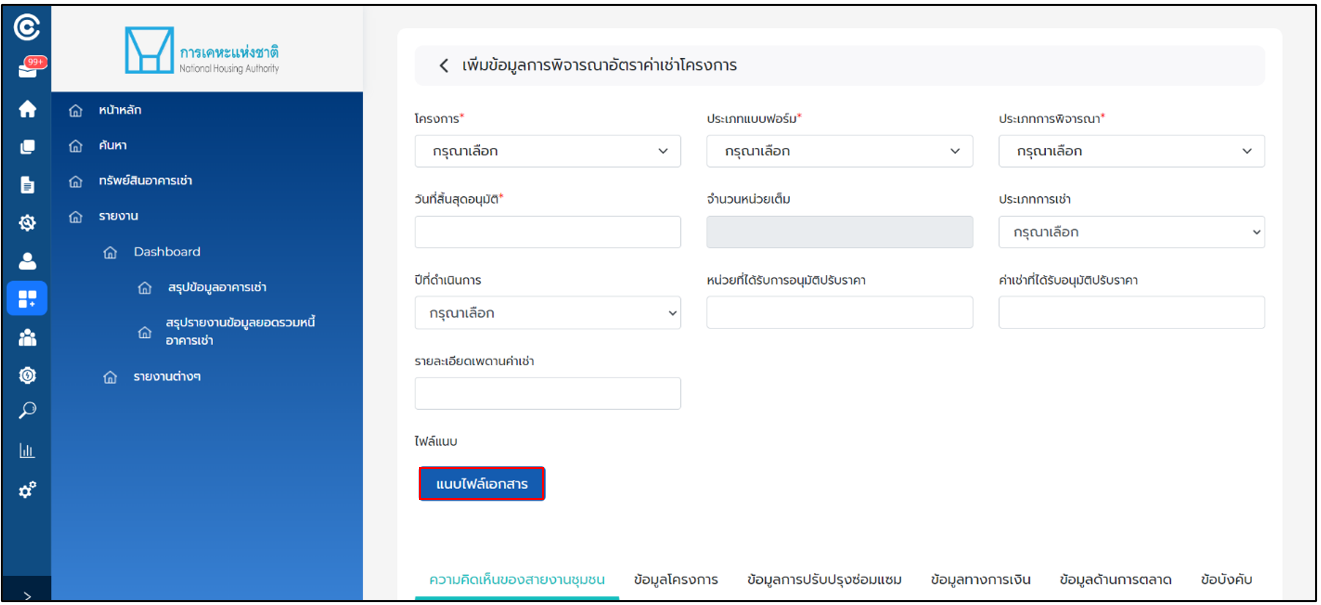 99+
การเคหะแห่งชาติ
National Housing Authority
หน้าหลัก
ค้นหา
ทรัพย์สินอาคารเช่า
รายงาน
Dashboard
สรุปข้อมูลอาคารเช่า
สรุปรายงานข้อมูลยอดรวมหนี้
อาคารเช่า
รายงานต่างๆ
เพิ่มข้อมูลการพิจารณาอัตราค่าเช่าโครงการ
โครงการ* ประเภทแบบฟอร์ม* ประเภทการพิจารณา*
กรุณาเลือก กรุณาเลือก กรุณาเลือก
วันที่สิ้นสุดอนุมัติ* จำนวนหน่วยเต็ม ประเภทการเช่า
กรุณาเลือก
ปีที่ดำเนินการ หน่วยที่ได้รับการอนุมัติปรับราคา ค่าเช่าที่ได้รับอนุมัติปรับราคา
กรุณาเลือก
รายละเอียดเพดานค่าเช่า
ไฟล์แนบ
แนบไฟล์เอกสาร
ความคิดเห็นของสายงานชุมชน ข้อมูลโครงการ ข้อมูลการปรับปรุงซ่อมแซม ข้อมูลทางการเงิน ข้อมูลด้านการตลาด ข้อบังคับ